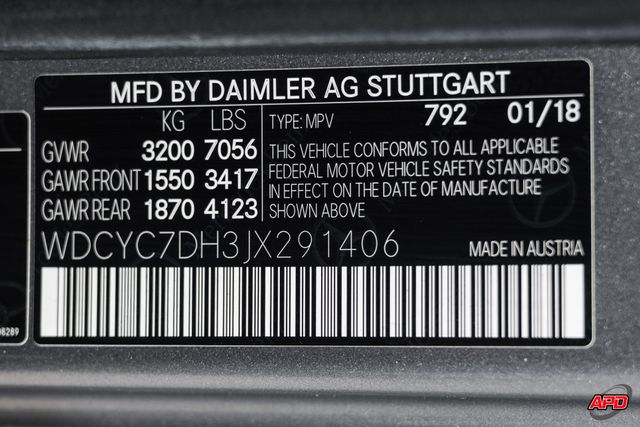 MFD BY DAIMLER AG STUTTGART
KG LBS
GVWR 3200 7056
GAWR FRONT 1550 3417
GAWR REAR 1870 4123
TYPE: MPV 792 01/18
THIS VEHICLE CONFORMS TO ALL APPLICABLE
FEDERAL MOTOR VEHICLE SAFETY STANDARDS
IN EFFECT ON THE DATE OF MANUFACTURE
SHOWN ABOVE
WDCYC7DH3JX291406
MADE IN AUSTRIA
08289
APD